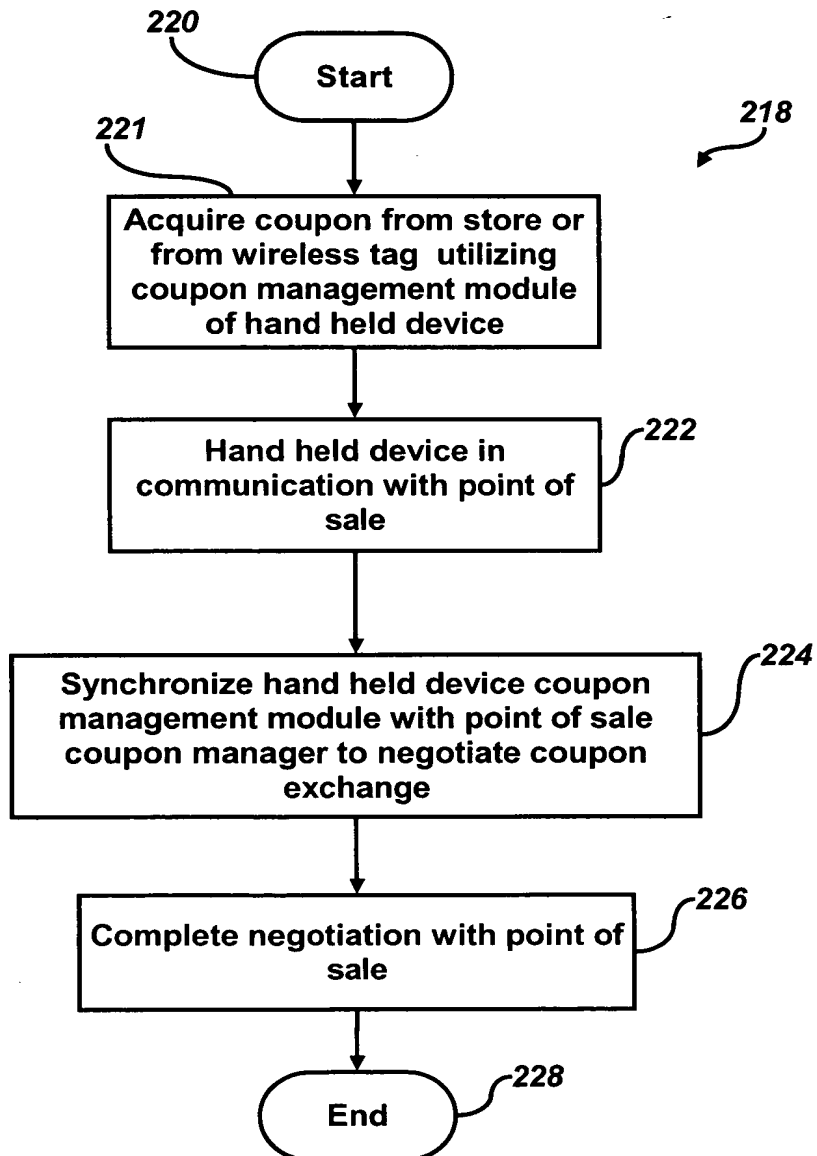 220
Start
218
221
Acquire coupon from store or
from wireless tag utilizing
coupon management module
of hand held device
222
Hand held device in
communication with point of
sale
224
Synchronize hand held device coupon
management module with point of sale
coupon manager to negotiate coupon
exchange
226
Complete negotiation with point of
sale
228
End